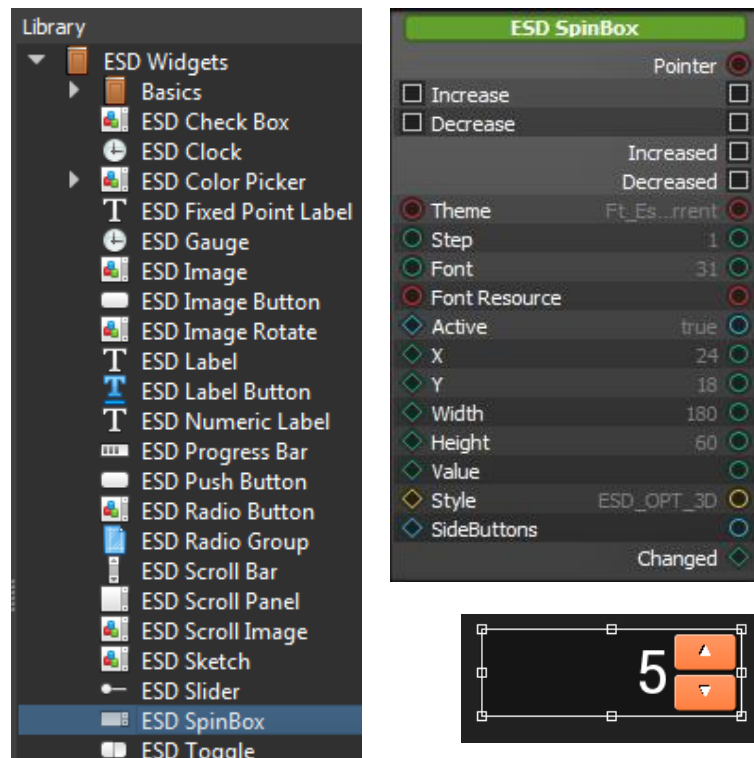 Library
ESD Widgets
Basics
ESD Check Box
ESD Clock
ESD Color Picker
ESD Fixed Point Label
ESD Gauge
ESD Image
ESD Image Button
ESD Image Rotate
ESD Label
ESD Label Button
ESD Numeric Label
ESD Progress Bar
ESD Push Button
ESD Radio Button
ESD Radio Group
ESD Scroll Bar
ESD Scroll Panel
ESD Scroll Image
ESD Sketch
ESD Slider
ESD SpinBox
ESD Toggle
ESD SpinBox
Pointer
Increase
Decrease
Increased
Decreased
Theme Ft_Es...rrent
Step 1
Font 31
Font Resource
Active true
X 24
Y 18
Width 180
Height 60
Value
Style ESD_OPT_3D
SideButtons
Changed
5